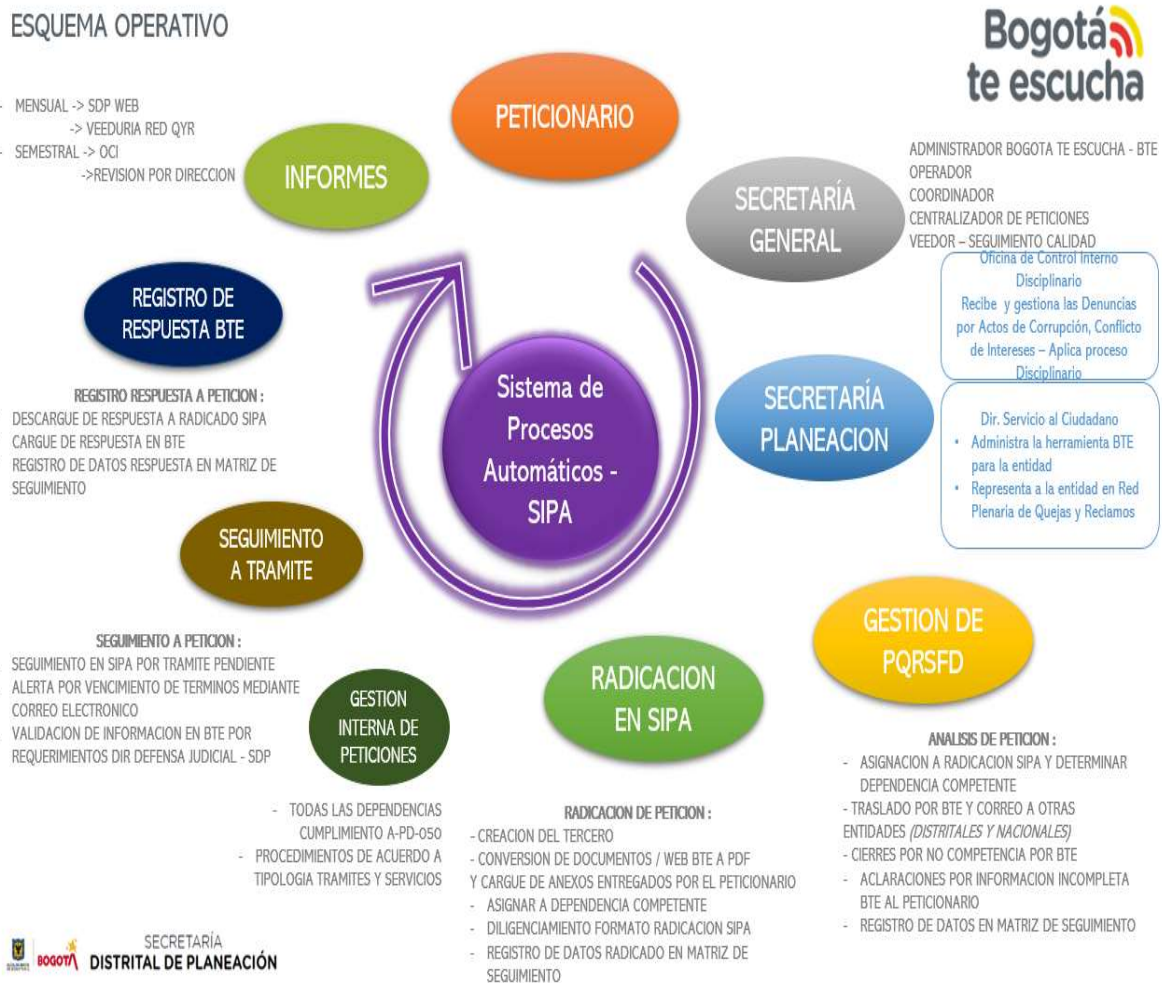 ESQUEMA OPERATIVO
Bogotá
te escucha
- MENSUAL -> SDP WEB
-> VEEDURIA RED QYR
- SEMESTRAL -> OCI
->REVISION POR DIRECCION
INFORMES
PETICIONARIO
SECRETARÍA
GENERAL
ADMINISTRADOR BOGOTA TE ESCUCHA - BTE
OPERADOR
COORDINADOR
CENTRALIZADOR DE PETICIONES
VEEDOR – SEGUIMIENTO CALIDAD
Oficina de Control Interno
Disciplinario
Recibe y gestiona las Denuncias
por Actos de Corrupción, Conflicto
de Intereses – Aplica proceso
Disciplinario
SECRETARÍA
PLANEACION
Dir. Servicio al Ciudadano
• Administra la herramienta BTE
para la entidad
• Representa a la entidad en Red
Plenaria de Quejas y Reclamos
Sistema de
Procesos
Automáticos -
SIPA
REGISTRO DE
RESPUESTA BTE
REGISTRO RESPUESTA A PETICION :
DESCARGUE DE RESPUESTA A RADICADO SIPA
CARGUE DE RESPUESTA EN BTE
REGISTRO DE DATOS RESPUESTA EN MATRIZ DE
SEGUIMIENTO
SEGUIMIENTO
A TRAMITE
SEGUIMIENTO A PETICION :
SEGUIMIENTO EN SIPA POR TRAMITE PENDIENTE
ALERTA POR VENCIMIENTO DE TERMINOS MEDIANTE
CORREO ELECTRONICO
VALIDACION DE INFORMACION EN BTE POR
REQUERIMIENTOS DIR DEFENSA JUDICIAL - SDP
GESTION
INTERNA DE
PETICIONES
- TODAS LAS DEPENDENCIAS
CUMPLIMIENTO A-PD-050
- PROCEDIMIENTOS DE ACUERDO A
TIPOLOGIA TRAMITES Y SERVICIOS
RADICACION
EN SIPA
RADICACION DE PETICION :
- CREACION DEL TERCERO
- CONVERSION DE DOCUMENTOS / WEB BTE A PDF
Y CARGUE DE ANEXOS ENTREGADOS POR EL PETICIONARIO
- ASIGNAR A DEPENDENCIA COMPETENTE
- DILIGENCIAMIENTO FORMATO RADICACION SIPA
- REGISTRO DE DATOS RADICADO EN MATRIZ DE
SEGUIMIENTO
GESTION DE
PQRSFD
ANALISIS DE PETICION :
- ASIGNACION A RADICACION SIPA Y DETERMINAR
DEPENDENCIA COMPETENTE
- TRASLADO POR BTE Y CORREO A OTRAS
ENTIDADES (DISTRITALES Y NACIONALES)
- CIERRES POR NO COMPETENCIA POR BTE
- ACLARACIONES POR INFORMACION INCOMPLETA
BTE AL PETICIONARIO
- REGISTRO DE DATOS EN MATRIZ DE SEGUIMIENTO
BOGOTÁ
SECRETARÍA
DISTRITAL DE PLANEACIÓN